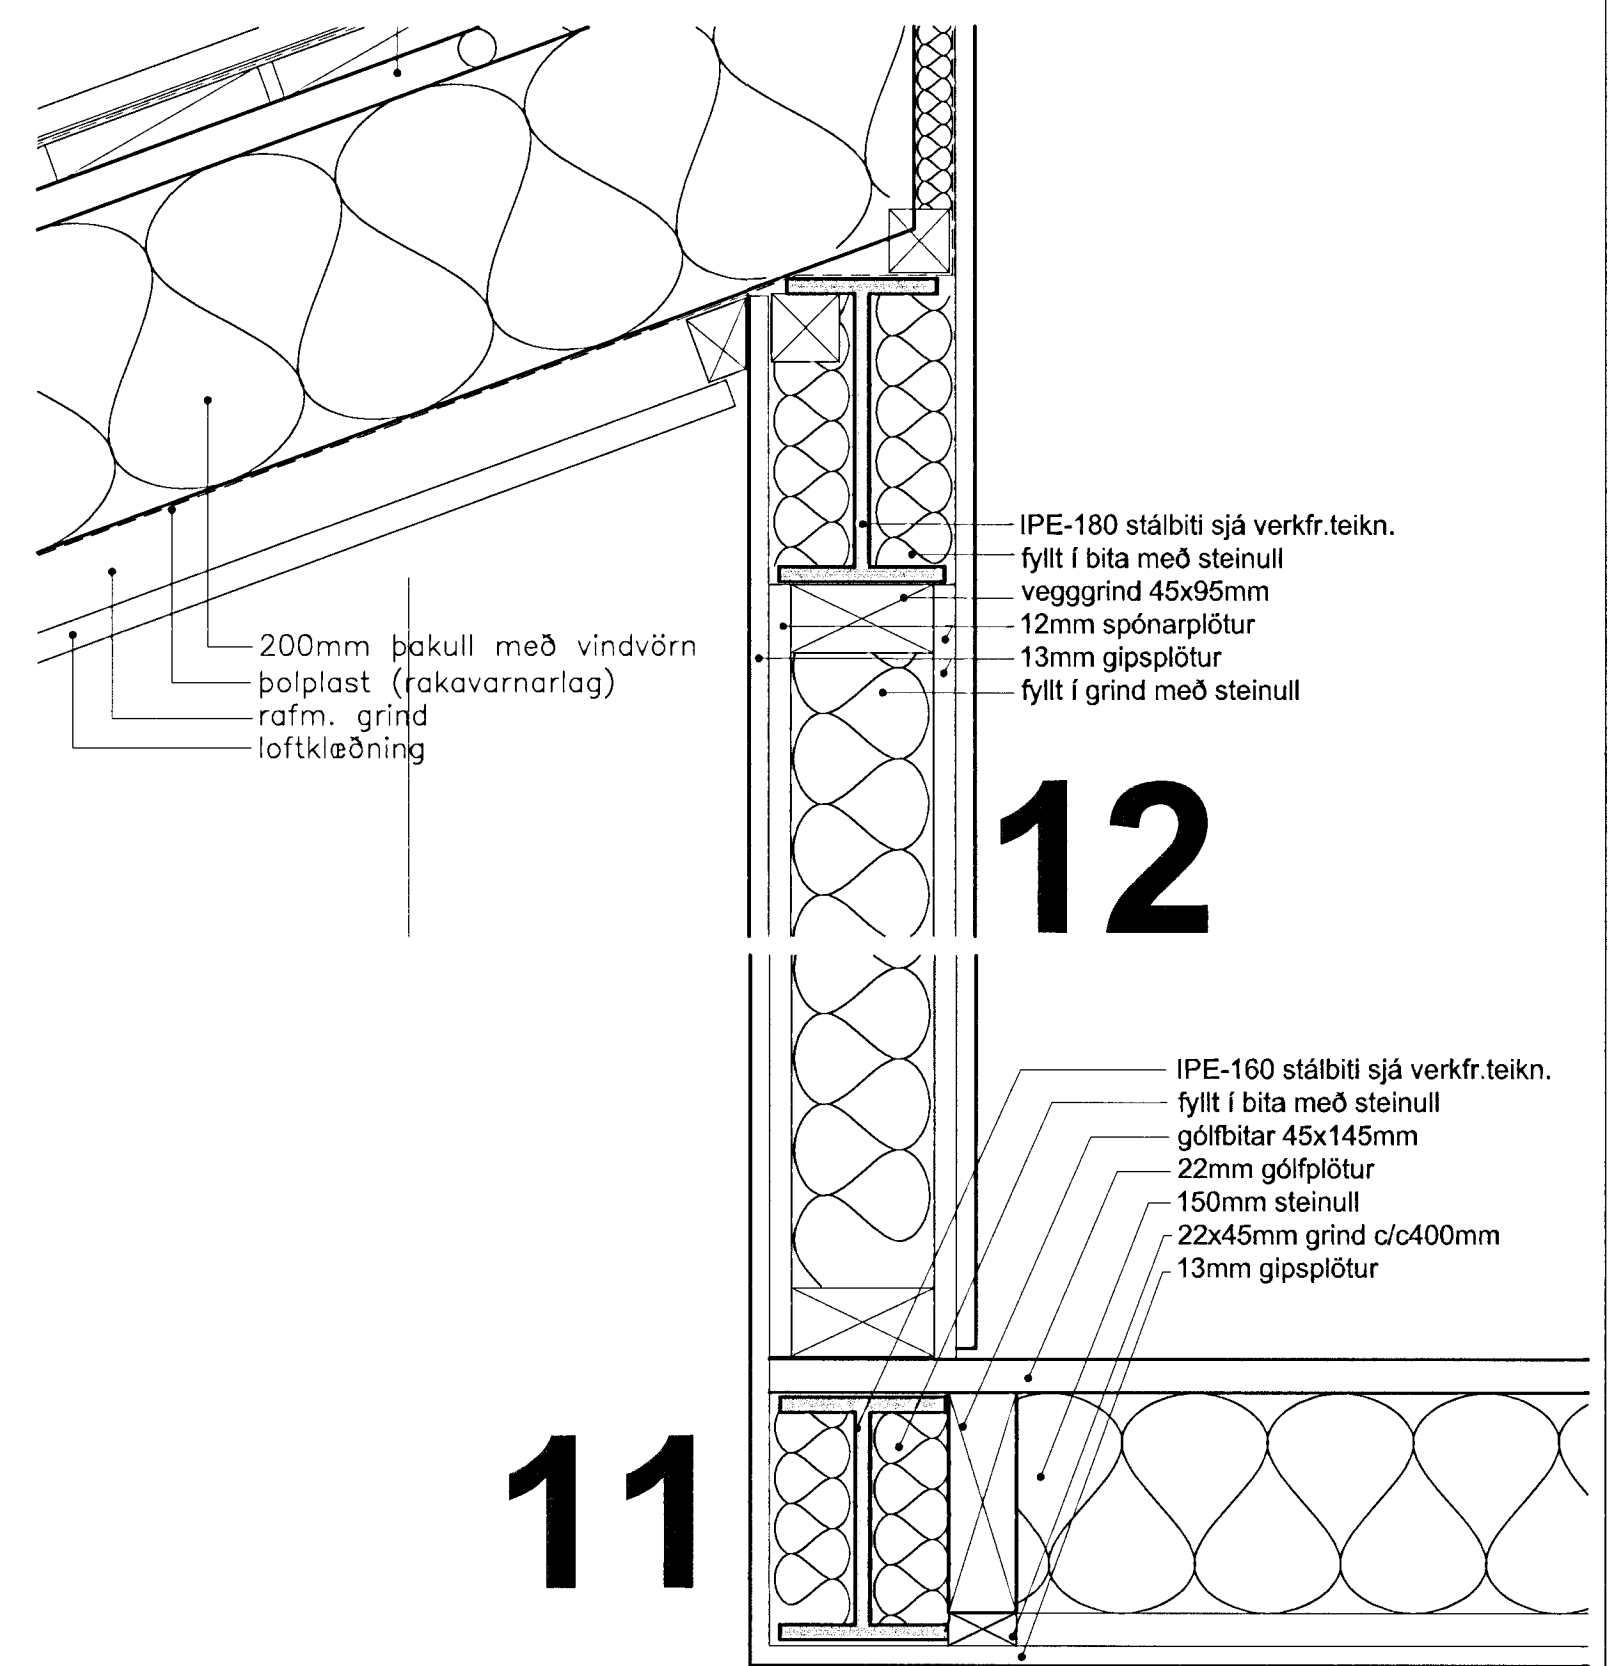 IPE-180 stálbiti sjá verkfr.teikn.
fyllt í bita með steinull
vegggrind 45x95mm
12mm spónarplötur
13mm gipsplötur
fyllt í grind með steinull
200mm þakull með vindvörn
þolplast (rakavarnarlag)
rafm. grind
loftklæðning
12
IPE-160 stálbiti sjá verkfr.teikn.
fyllt í bita með steinull
gólfbitar 45x145mm
22mm gólfplötur
150mm steinull
22x45mm grind c/c400mm
13mm gipsplötur
11